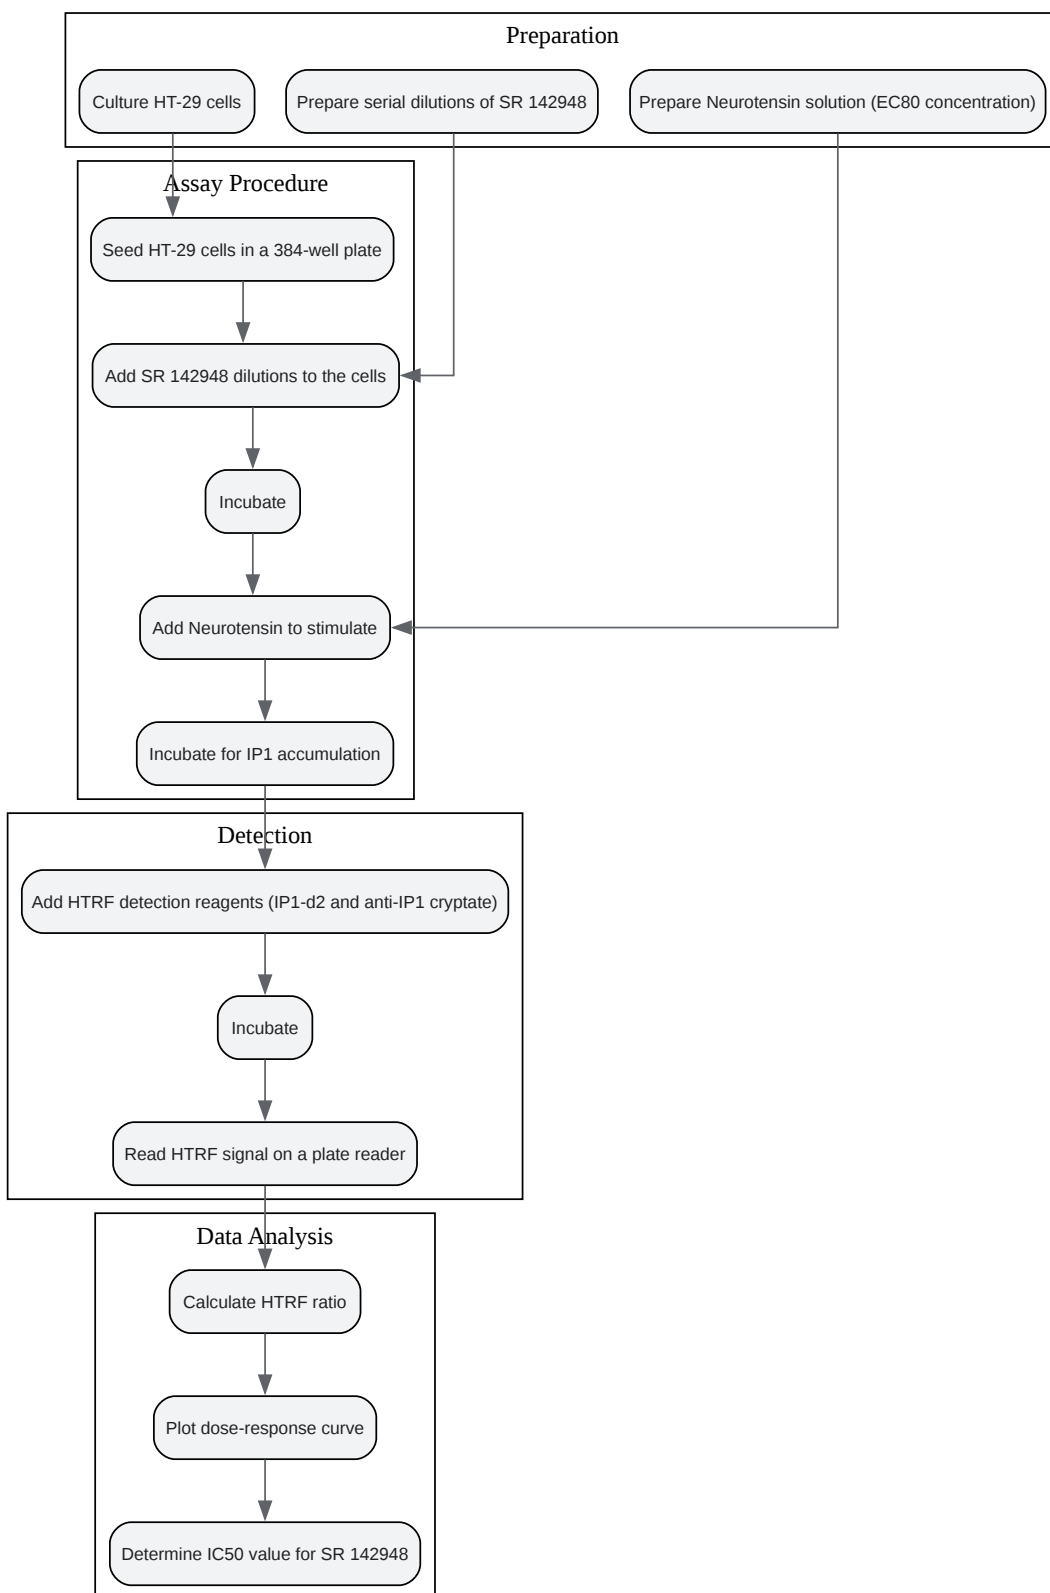 Preparation
Culture HT-29 cells
Prepare serial dilutions of SR 142948
Prepare Neurotensin solution (EC80 concentration)
Assay Procedure
Seed HT-29 cells in a 384-well plate
Add SR 142948 dilutions to the cells
Incubate
Add Neurotensin to stimulate
Incubate for IP1 accumulation
Detection
Add HTRF detection reagents (IP1-d2 and anti-IP1 cryptate)
Incubate
Read HTRF signal on a plate reader
Data Analysis
Calculate HTRF ratio
Plot dose-response curve
Determine IC50 value for SR 142948